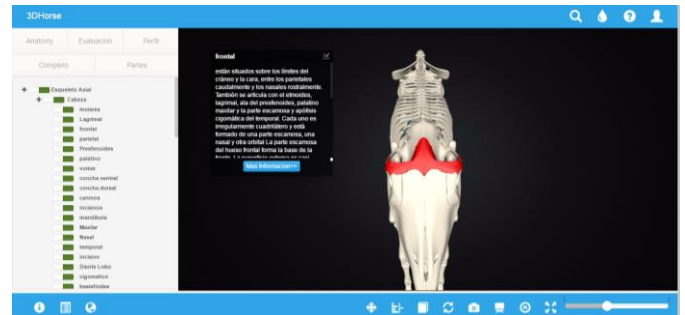 3DHorse
Anatomy Evaluacion Perfil
Completo Partes
Esqueleto Axial
Cabeza
molares
Lagrimal
frontal
parietal
Presfenoides
palatino
vomer
concha ventral
concha dorsal
caninos
incisivos
mandibula
Maxilar
Nasal
temporal
incisivo
Diente Lobo
cigomatico
basisfoides
frontal
están situados sobre los límites del
cráneo y la cara, entre los parietales
caudalmente y los nasales rostralmente.
También se articula con el etmoides,
lagrimal, ala del presfenoides, palatino
maxilar y la parte escamosa y apófisis
cigomática del temporal. Cada uno es
irregularmente cuadrilátero y está
formado de una parte escamosa, una
nasal y otra orbital La parte escamosa
del hueso frontal forma la base de la
Mas Informacion++